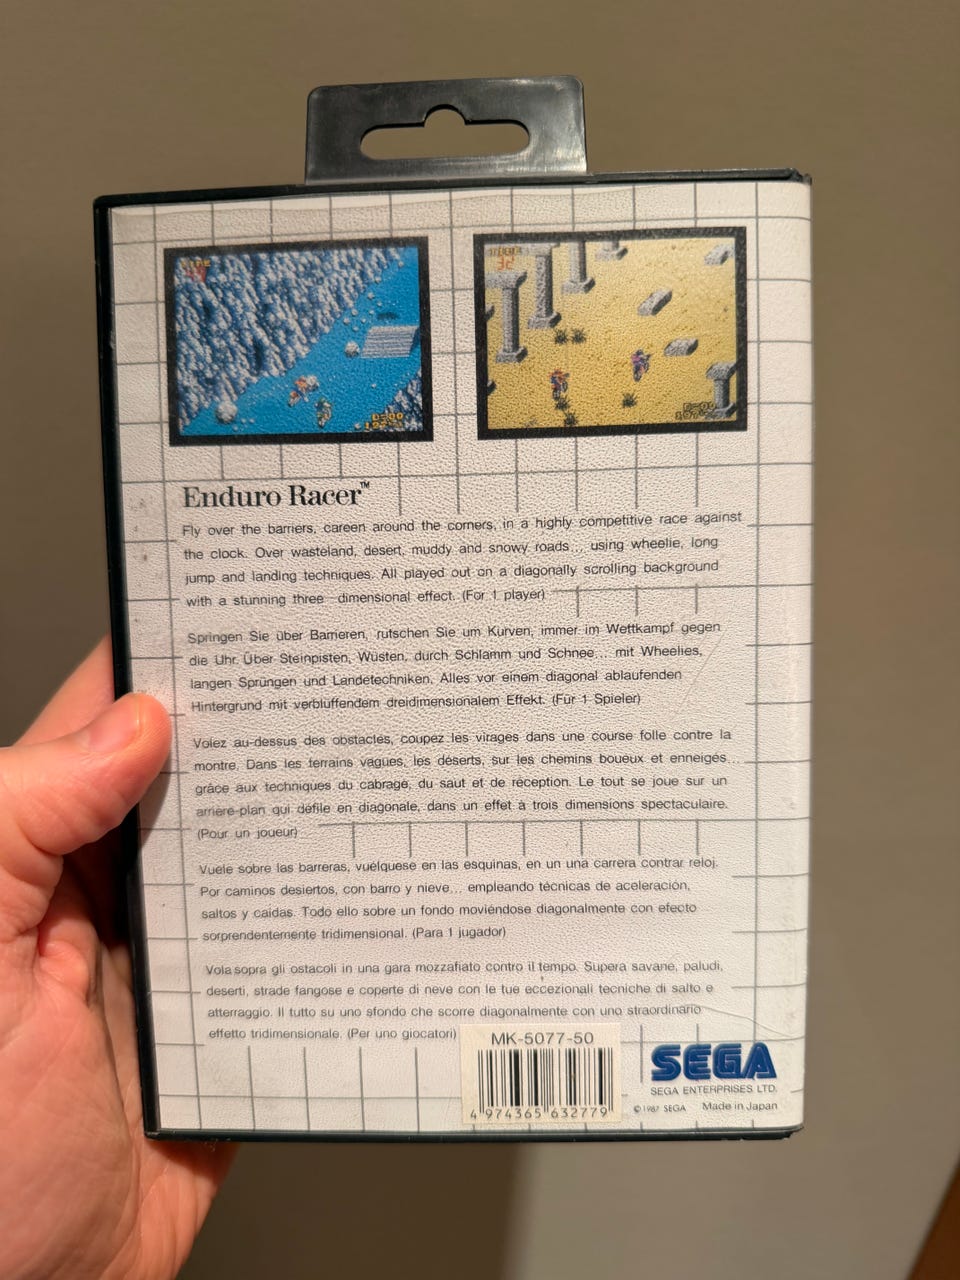 TIME
32
Enduro Racer™
Fly over the barriers, careen around the corners, in a highly competitive race against
the clock. Over wasteland, desert, muddy and snowy roads... using wheelie, long
jump and landing techniques. All played out on a diagonally scrolling background
with a stunning three-dimensional effect. (For 1 player)
Springen Sie über Barrieren, rutschen Sie um Kurven, immer im Wettkampf gegen
die Uhr. Über Steinpisten, Wüsten, durch Schlamm und Schnee... mit Wheelies,
langen Sprüngen und Landetechniken. Alles vor einem diagonal ablaufenden
Hintergrund mit verblüffendem dreidimensionalem Effekt. (Für 1 Spieler)
Volez au-dessus des obstacles, coupez les virages dans une course folle contre la
montre. Dans les terrains vagues, les déserts, sur les chemins boueux et enneigés...
grâce aux techniques du cabrage, du saut et de réception. Le tout se joue sur un
arrière-plan qui défile en diagonale, dans un effet à trois dimensions spectaculaire.
(Pour un joueur)
Vuele sobre las barreras, vuélquese en las esquinas, en un una carrera contrar reloj.
Por caminos desiertos, con barro y nieve... empleando técnicas de aceleración,
saltos y caidas. Todo ello sobre un fondo moviéndose diagonalmente con efecto
sorprendentemente tridimensional. (Para 1 jugador)
Vola sopra gli ostacoli in una gara mozzafiato contro il tempo. Supera savane, paludi,
deserti, strade fangose e coperte di neve con le tue eccezionali tecniche di salto e
atterraggio. Il tutto su uno sfondo che scorre diagonalmente con uno straordinario
effetto tridimensionale. (Per uno giocatori)
MK-5077-50
4 974365 632779
SEGA
SEGA ENTERPRISES LTD.
©1987 SEGA Made in Japan